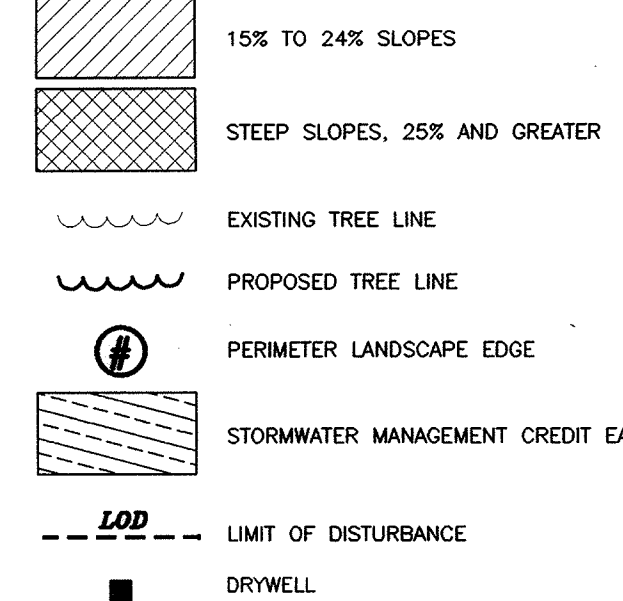 15% TO 24% SLOPES
STEEP SLOPES, 25% AND GREATER
EXISTING TREE LINE
PROPOSED TREE LINE
# PERIMETER LANDSCAPE EDGE
STORMWATER MANAGEMENT CREDIT
LOD LIMIT OF DISTURBANCE
DRYWELL